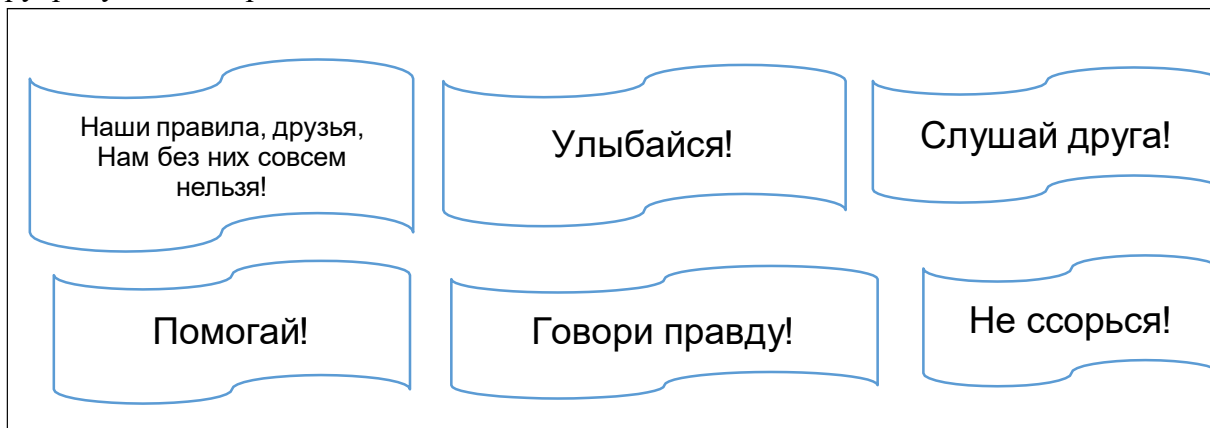 Наши правила, друзья,
Нам без них совсем
нельзя!
Улыбайся!
Слушай друга!
Помогай!
Говори правду!
Не ссорься!